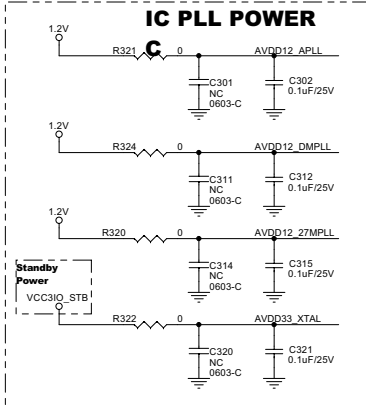 IC PLL POWER
C
1.2V
R321 0 AVDD12_APLL
C301
NC
0603-C
C302
0.1uF/25V
1.2V
R324 0 AVDD12_DMPLL
C311
NC
0603-C
C312
0.1uF/25V
1.2V
R320 0 AVDD12_27MPLL
C314
NC
0603-C
C315
0.1uF/25V
Standby
Power
VCC3IO_STB
R322 0 AVDD33_XTAL
C320
NC
0603-C
C321
0.1uF/25V